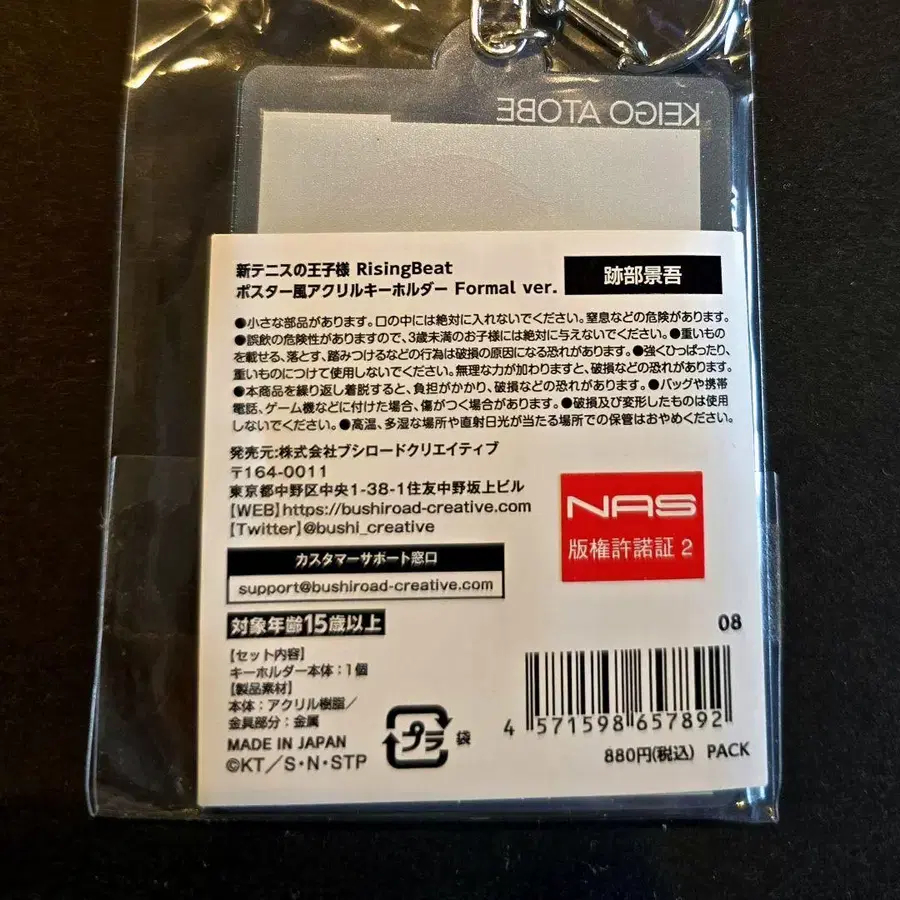 KEIGO ATOBE
新テニスの王子様 RisingBeat
ポスター風アクリルキーホルダー Formal ver.
跡部景吾
●小さな部品があります。口の中には絶対に入れないでください。窒息などの危険があります。
●誤飲の危険性がありますので、3歳未満のお子様には絶対に与えないでください。●重いもの
を載せる、落とす、踏みつけるなどの行為は破損の原因になる恐れがあります。●強くひっぱったり、
重いものにつけて使用しないでください。無理な力が加わりますと、破損などの恐れがあります。
●本商品を繰り返し着脱すると、負担がかかり、破損などの恐れがあります。●バッグや携帯
電話、ゲーム機などに付けた場合、傷がつく場合があります。●破損及び変形したものは使用
しないでください。●高温、多湿な場所や直射日光が当たる場所での保管はおやめください。
発売元:株式会社ブシロードクリエイティブ
〒164-0011
東京都中野区中央1-38-1住友中野坂上ビル
【WEB】https://bushiroad-creative.com
【Twitter】@bushi_creative
カスタマーサポート窓口
support@bushiroad-creative.com
NAS
版権許諾証 2
対象年齢15歳以上
【セット内容】
キーホルダー本体：1個
【製品素材】
本体：アクリル樹脂／
金具部分：金属
MADE IN JAPAN
©KT／S・N・STP
プラ 袋
08
4 571598 657892
880円(税込) PACK